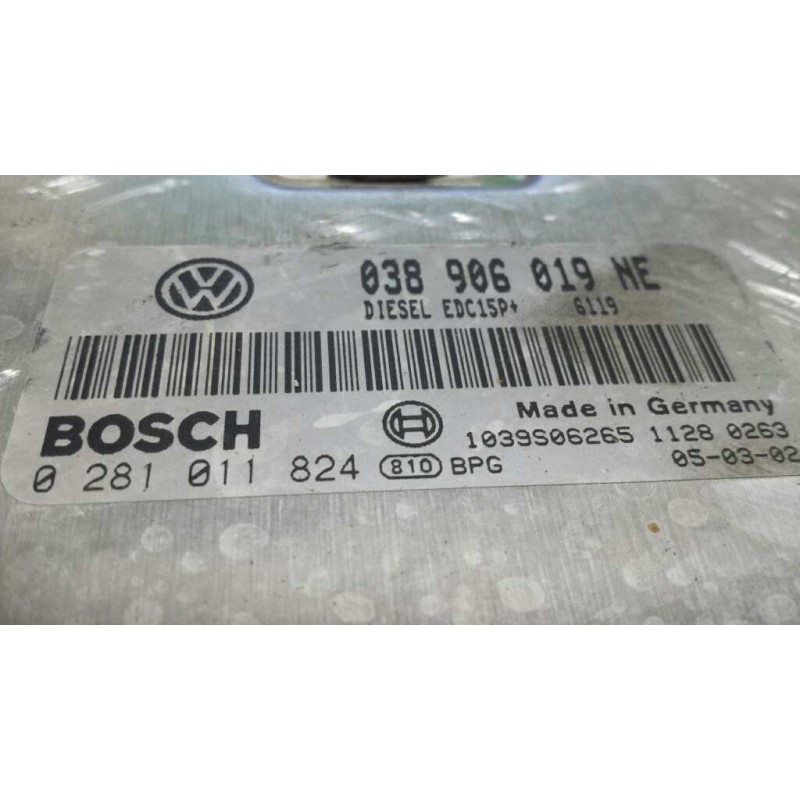 038 906 019 NE
DIESEL EDC15P+ 6119
BOSCH
Made in Germany
1039S06265 1128 0263
0 281 011 824 810 BPG 05-03-02